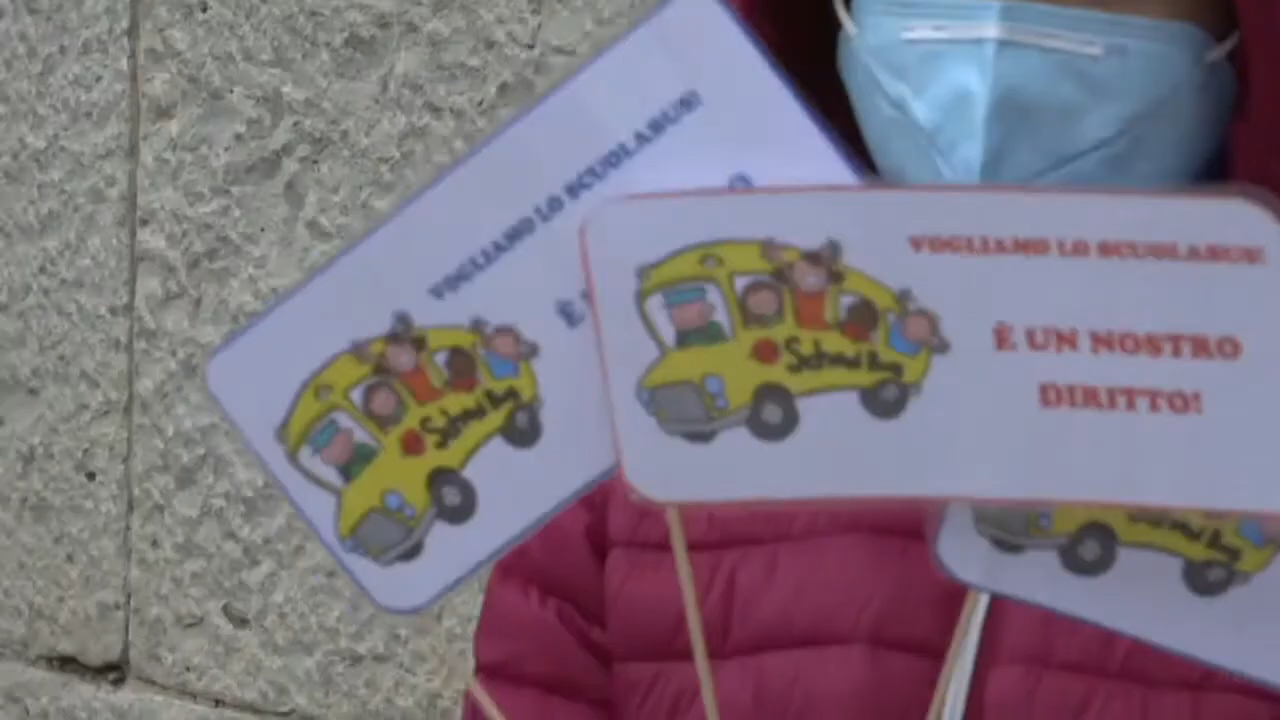 VOGLIAMO LO SCUOLABUS!
È
VOGLIAMO LO SCUOLABUS!
È UN NOSTRO
DIRITTO!
School Bus
School Bus